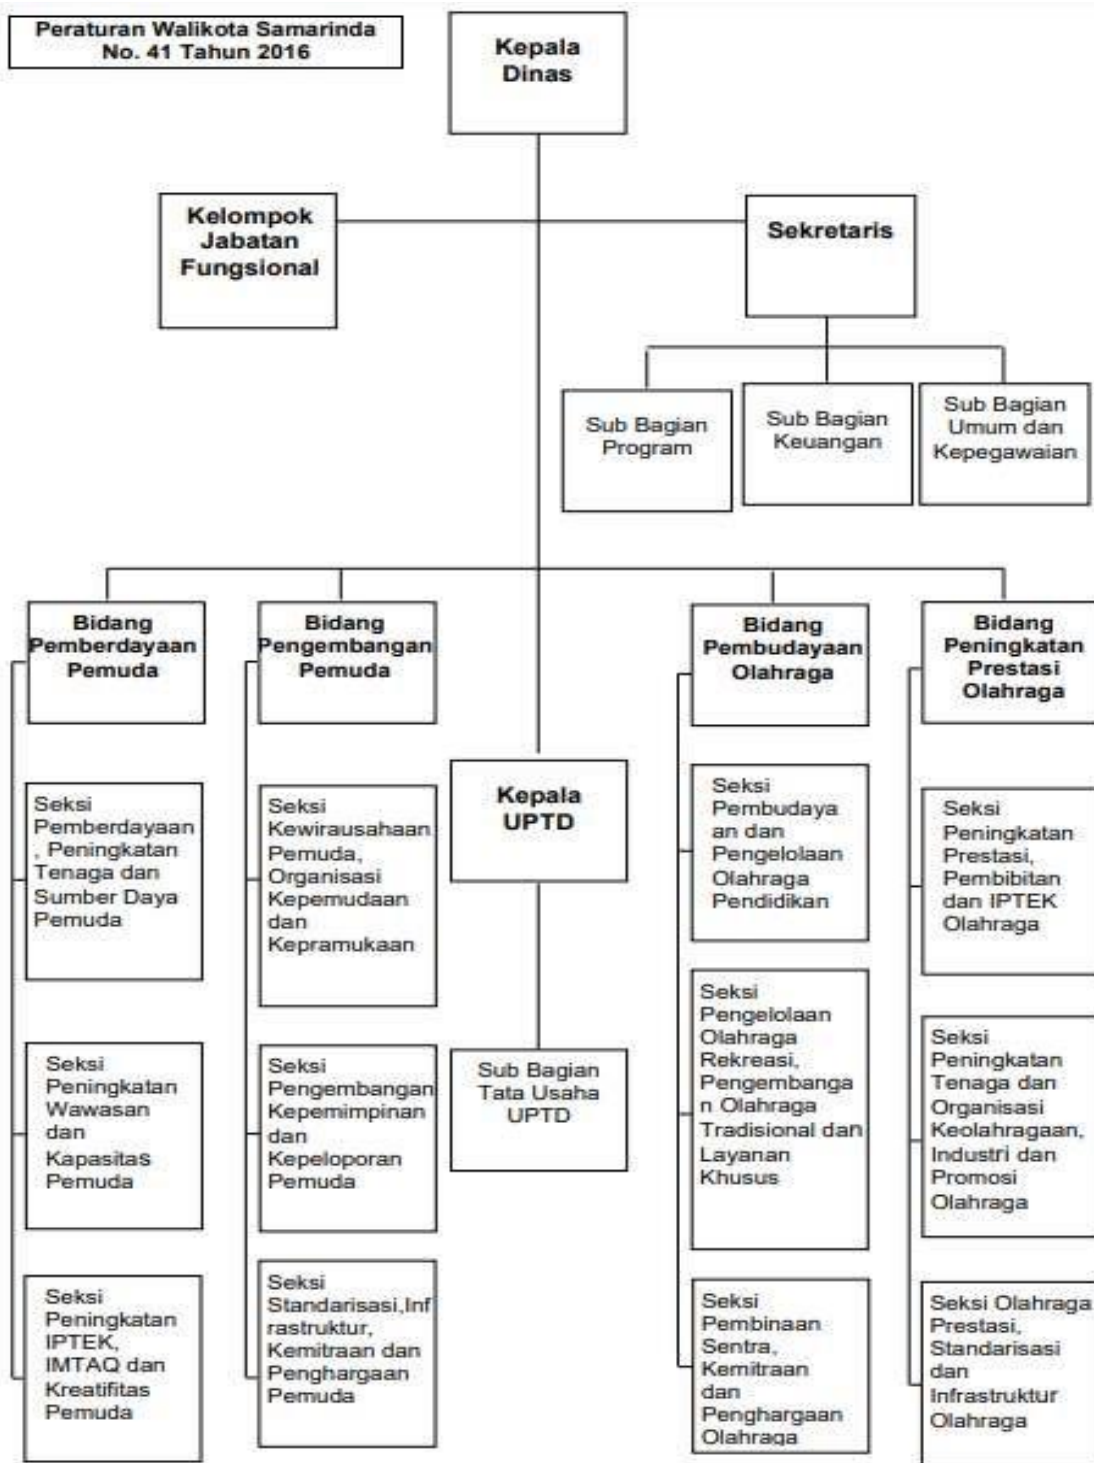 Peraturan Walikota Samarinda
No. 41 Tahun 2016
Kepala
Dinas
Kelompok
Jabatan
Fungsional
Sekretaris
Sub Bagian
Program
Sub Bagian
Keuangan
Sub Bagian
Umum dan
Kepegawaian
Bidang
Pemberdayaan
Pemuda
Bidang
Pengembangan
Pemuda
Bidang
Pembudayaan
Olahraga
Bidang
Peningkatan
Prestasi
Olahraga
Seksi
Pemberdayaan
, Peningkatan
Tenaga dan
Sumber Daya
Pemuda
Seksi
Kewirausahaan
Pemuda,
Organisasi
Kepemudaan
dan
Kepramukaan
Kepala
UPTD
Seksi
Pembudaya
an dan
Pengelolaan
Olahraga
Pendidikan
Seksi
Peningkatan
Prestasi,
Pembibitan
dan IPTEK
Olahraga
Seksi
Peningkatan
Wawasan
dan
Kapasitas
Pemuda
Seksi
Pengembangan
Kepemimpinan
dan
Kepeloporan
Pemuda
Sub Bagian
Tata Usaha
UPTD
Seksi
Pengelolaan
Olahraga
Rekreasi,
Pengembanga
n Olahraga
Tradisional dan
Layanan
Khusus
Seksi
Peningkatan
Tenaga dan
Organisasi
Keolahragaan,
Industri dan
Promosi
Olahraga
Seksi
Peningkatan
IPTEK,
IMTAQ dan
Kreatifitas
Pemuda
Seksi
Standarisasi,Inf
rastruktur,
Kemitraan dan
Penghargaan
Pemuda
Seksi
Pembinaan
Sentra,
Kemitraan
dan
Penghargaan
Olahraga
Seksi Olahraga
Prestasi,
Standarisasi
dan
Infrastruktur
Olahraga